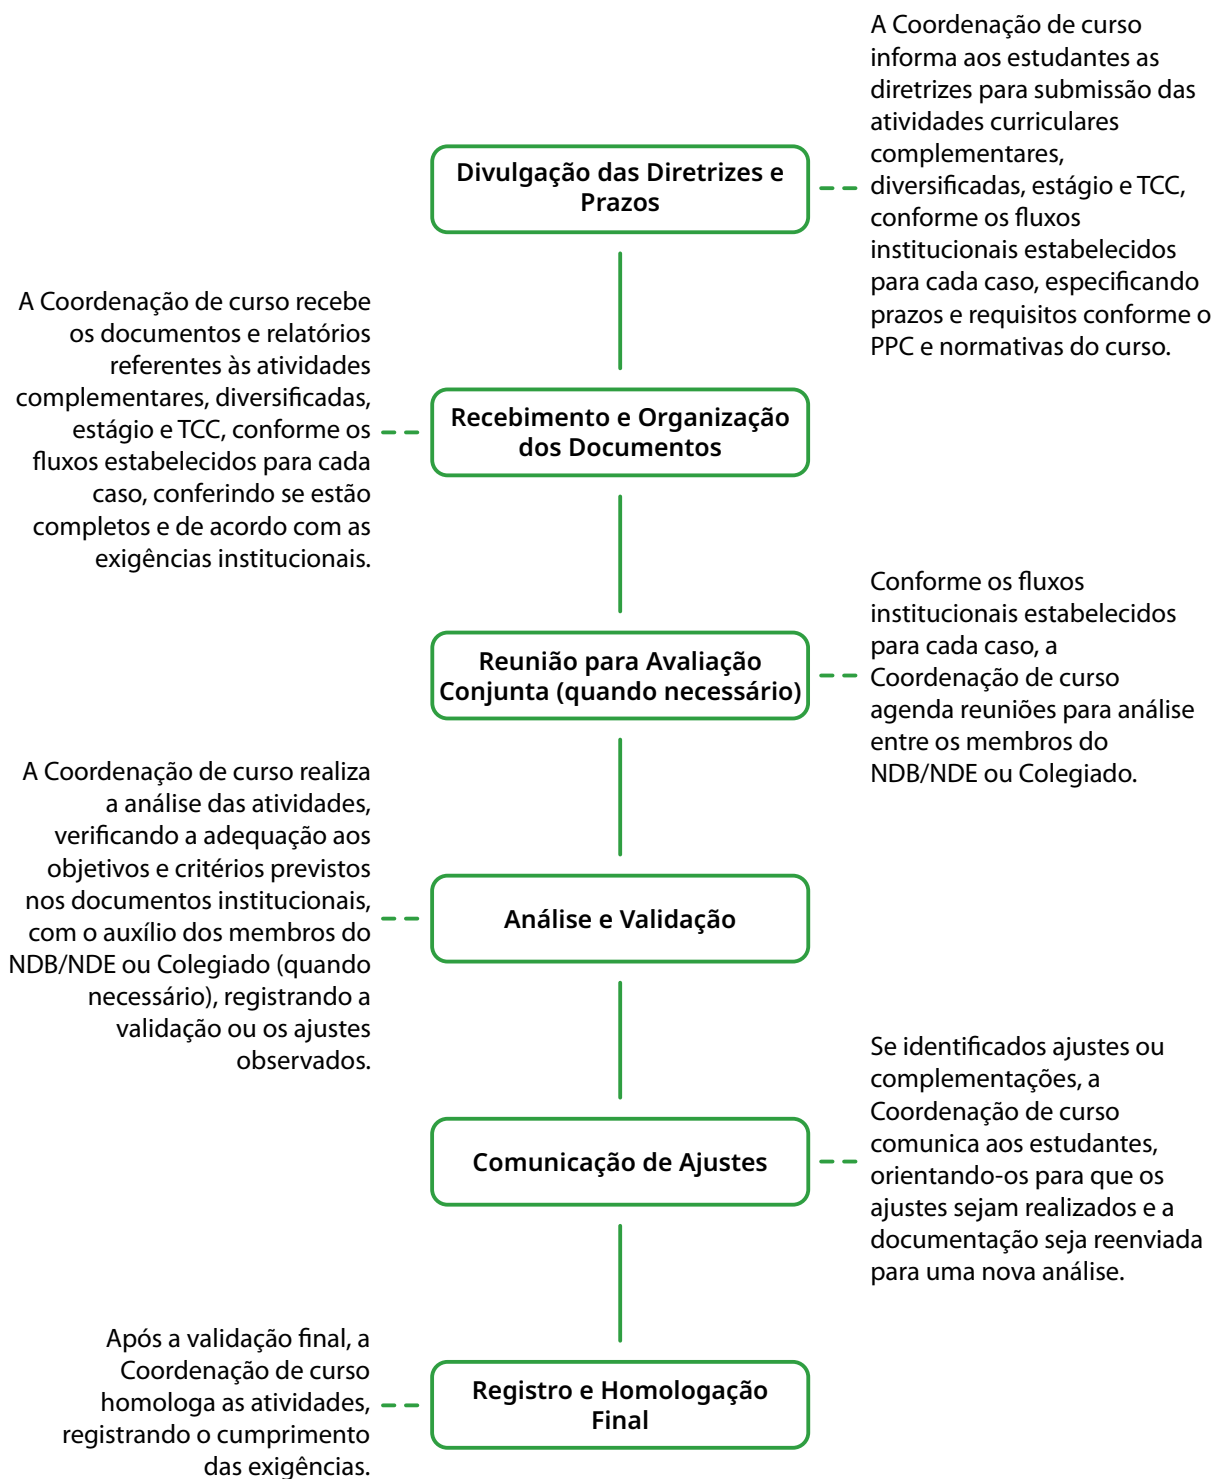 A Coordenação de curso
informa aos estudantes as
diretrizes para submissão das
atividades curriculares
complementares,
diversificadas, estágio e TCC,
conforme os fluxos
institucionais estabelecidos
para cada caso, especificando
prazos e requisitos conforme o
PPC e normativas do curso.
Divulgação das Diretrizes e
Prazos
A Coordenação de curso recebe
os documentos e relatórios
referentes às atividades
complementares, diversificadas,
estágio e TCC, conforme os
fluxos estabelecidos para cada
caso, conferindo se estão
completos e de acordo com as
exigências institucionais.
Recebimento e Organização
dos Documentos
Conforme os fluxos
institucionais estabelecidos
para cada caso, a
Coordenação de curso
agenda reuniões para análise
entre os membros do
NDB/NDE ou Colegiado.
Reunião para Avaliação
Conjunta (quando necessário)
A Coordenação de curso realiza
a análise das atividades,
verificando a adequação aos
objetivos e critérios previstos
nos documentos institucionais,
com o auxílio dos membros do
NDB/NDE ou Colegiado (quando
necessário), registrando a
validação ou os ajustes
observados.
Análise e Validação
Se identificados ajustes ou
complementações, a
Coordenação de curso
comunica aos estudantes,
orientando-os para que os
ajustes sejam realizados e a
documentação seja reenviada
para uma nova análise.
Comunicação de Ajustes
Após a validação final, a
Coordenação de curso
homologa as atividades,
registrando o cumprimento
das exigências.
Registro e Homologação
Final